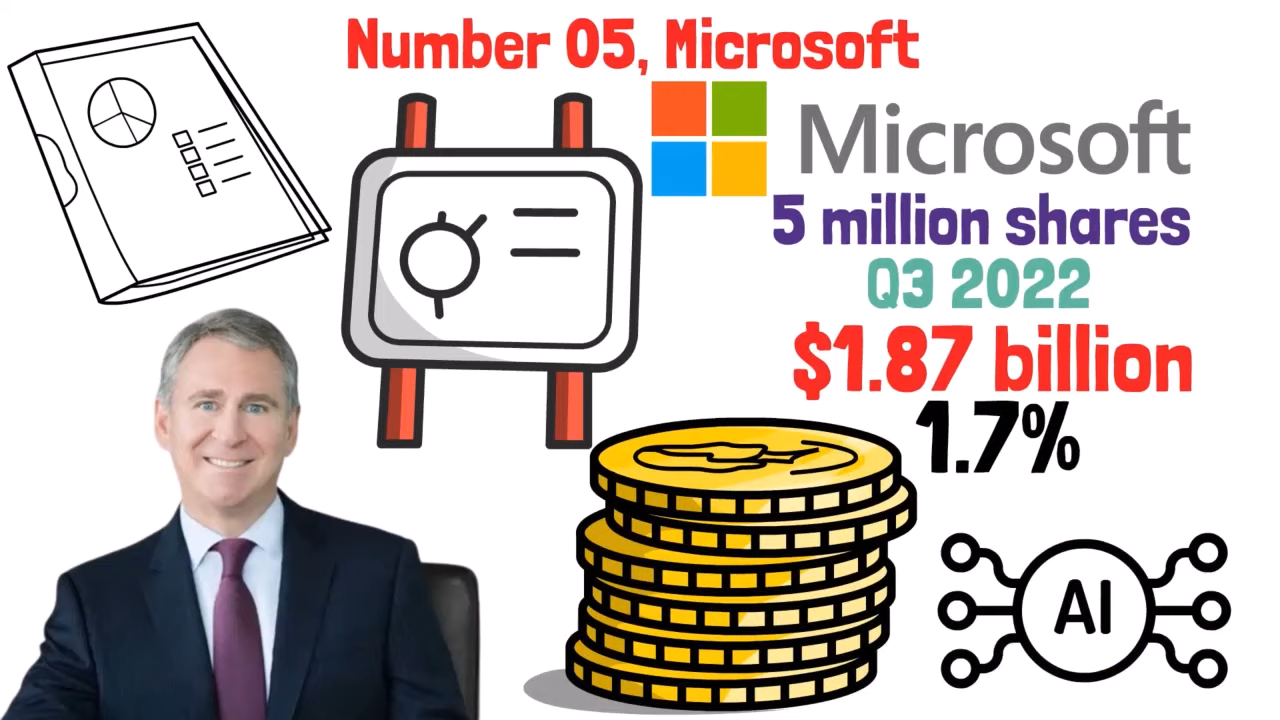 Number 05, Microsoft
Microsoft
5 million shares
Q3 2022
$1.87 billion
1.7%
AI